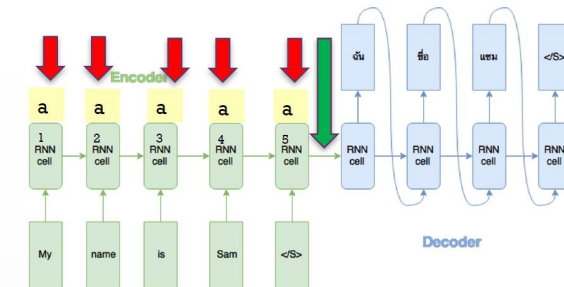 Encoder
a a a a a
1 2 3 4 5
RNN cell RNN cell RNN cell RNN cell RNN cell
My name is Sam </S>
ฉัน ชื่อ แซม </S>
RNN cell RNN cell RNN cell RNN cell
Decoder